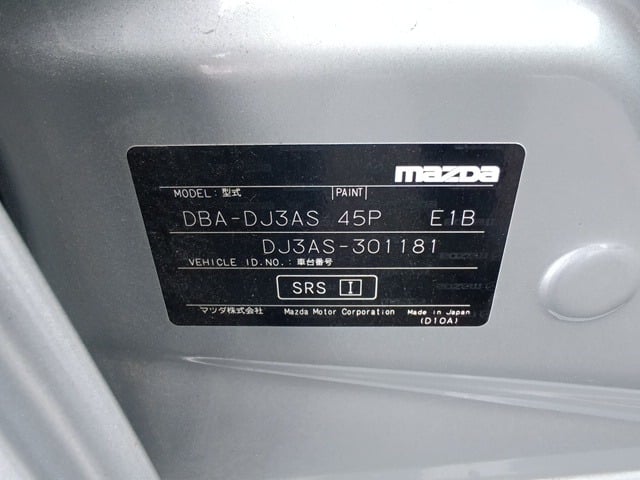 mazda
MODEL: 型式 PAINT
DBA-DJ3AS 45P E1B
DJ3AS-301181
VEHICLE ID.NO.: 車台番号
SRS I
マツダ株式会社 Mazda Motor Corporation Made in Japan
(D10A)